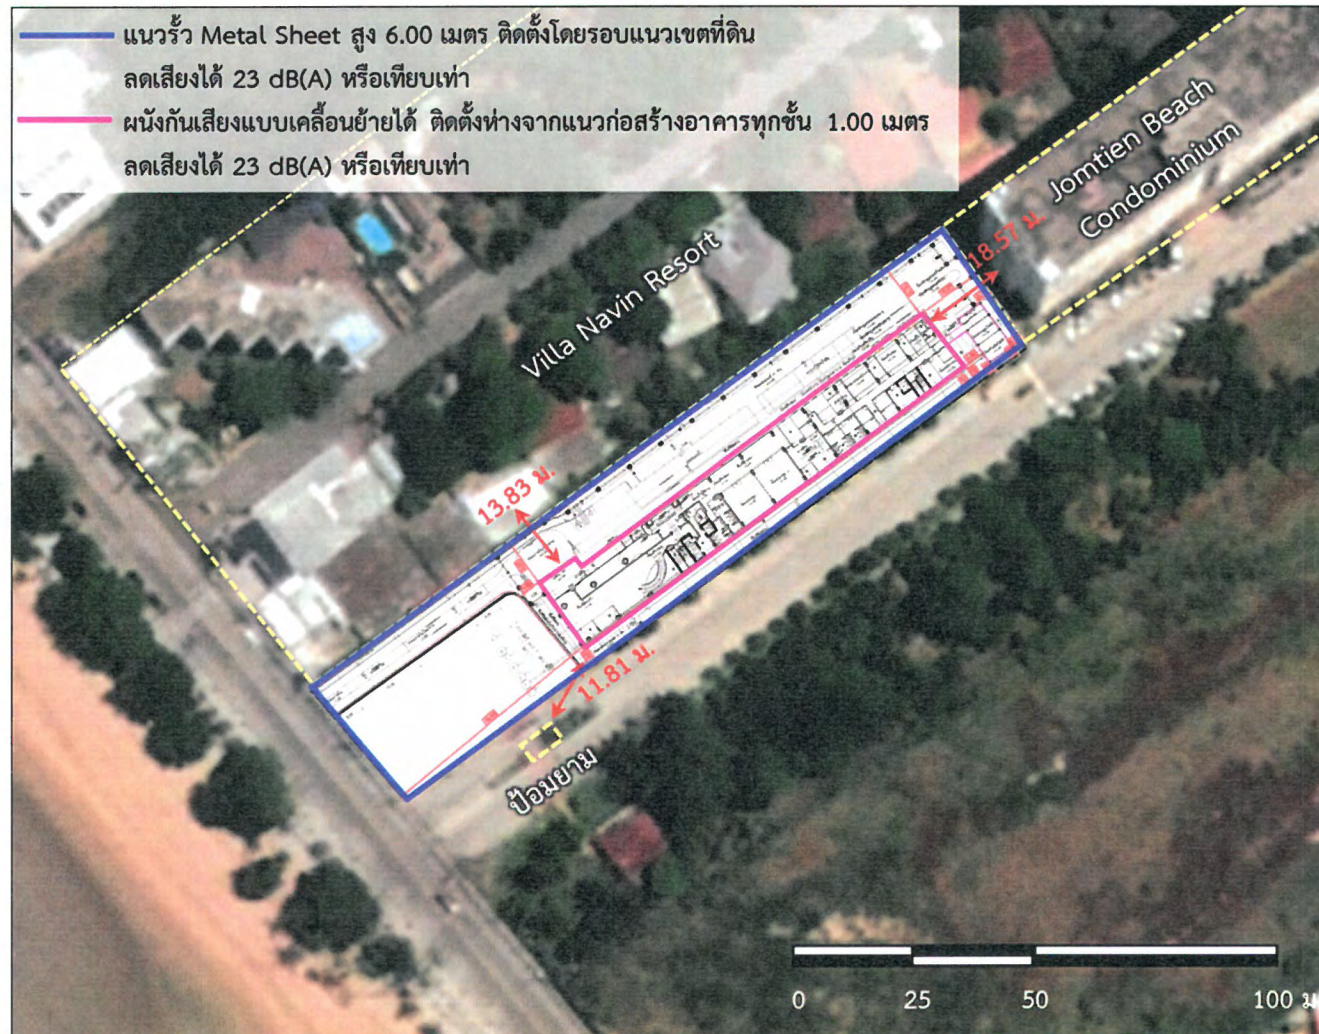 แนวรั้ว Metal Sheet สูง 6.00 เมตร ติดตั้งโดยรอบแนวเขตที่ดิน
ลดเสียงได้ 23 dB(A) หรือเทียบเท่า
ผนังกันเสียงแบบเคลื่อนย้ายได้ ติดตั้งห่างจากแนวก่อสร้างอาคารทุกชั้น 1.00 เมตร
ลดเสียงได้ 23 dB(A) หรือเทียบเท่า
Jomtien Beach
Condominium
18.57 ม.
Villa Navin Resort
13.83 ม.
11.81 ม.
ป้อมยาม
0 25 50 100 ม